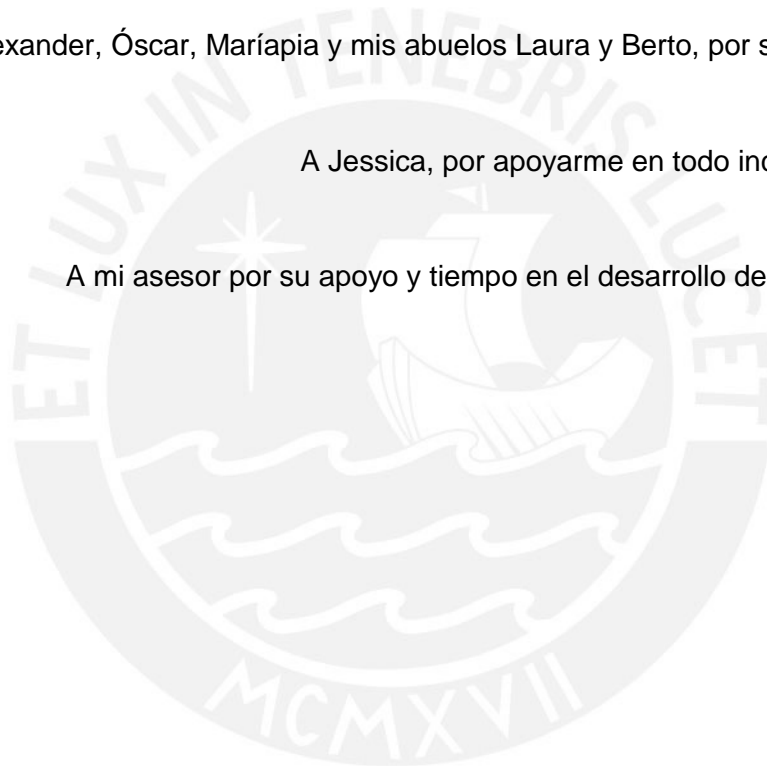 exander, Óscar, Maríapia y mis abuelos Laura y Berto, por s
A Jessica, por apoyarme en todo inc
A mi asesor por su apoyo y tiempo en el desarrollo de
ET LUX IN TENEBRIS LUCET
MCMXVII